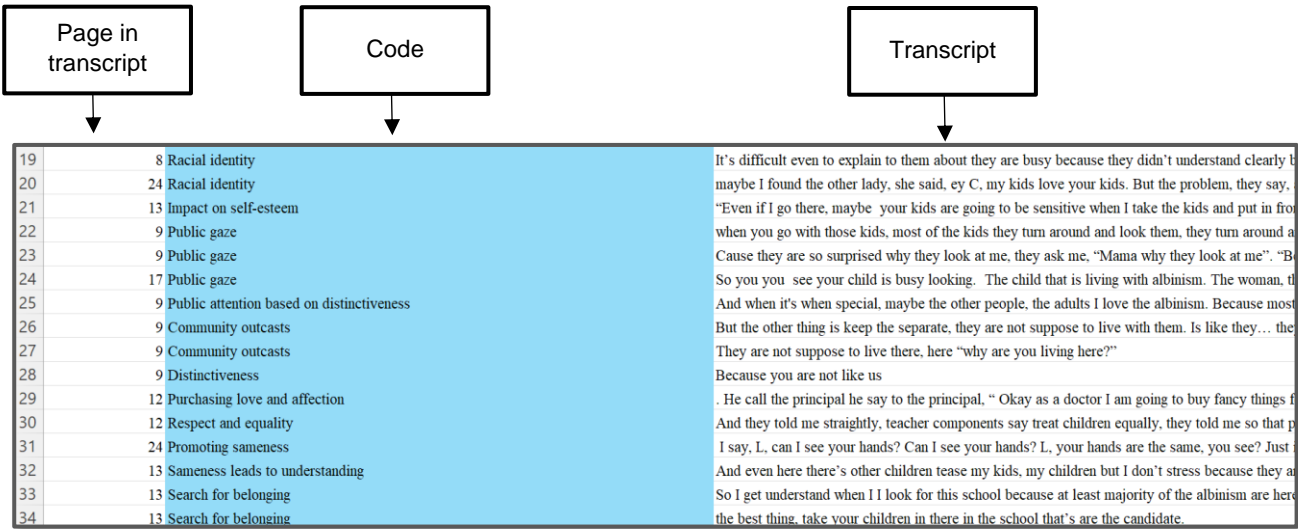 Page in
transcript
Code
Transcript
19 8 Racial identity It's difficult even to explain to them about they are busy because they didn't understand clearly b
20 24 Racial identity maybe I found the other lady, she said, ey C, my kids love your kids. But the problem, they say,
21 13 Impact on self-esteem “Even if I go there, maybe your kids are going to be sensitive when I take the kids and put in fro
22 9 Public gaze when you go with those kids, most of the kids they turn around and look them, they turn around a
23 9 Public gaze Cause they are so surprised why they look at me, they ask me, “Mama why they look at me”. “B
24 17 Public gaze So you you see your child is busy looking. The child that is living with albinism. The woman, th
25 9 Public attention based on distinctiveness And when it's when special, maybe the other people, the adults I love the albinism. Because most
26 9 Community outcasts But the other thing is keep the separate, they are not suppose to live with them. Is like they… the
27 9 Community outcasts They are not suppose to live there, here “why are you living here?”
28 9 Distinctiveness Because you are not like us
29 12 Purchasing love and affection . He call the principal he say to the principal, “ Okay as a doctor I am going to buy fancy things f
30 12 Respect and equality And they told me straightly, teacher components say treat children equally, they told me so that p
31 24 Promoting sameness I say, L, can I see your hands? Can I see your hands? L, your hands are the same, you see? Just
32 13 Sameness leads to understanding And even here there's other children tease my kids, my children but I don't stress because they a
33 13 Search for belonging So I get understand when I I look for this school because at least majority of the albinism are here
34 13 Search for belonging the best thing, take your children in there in the school that's are the candidate.